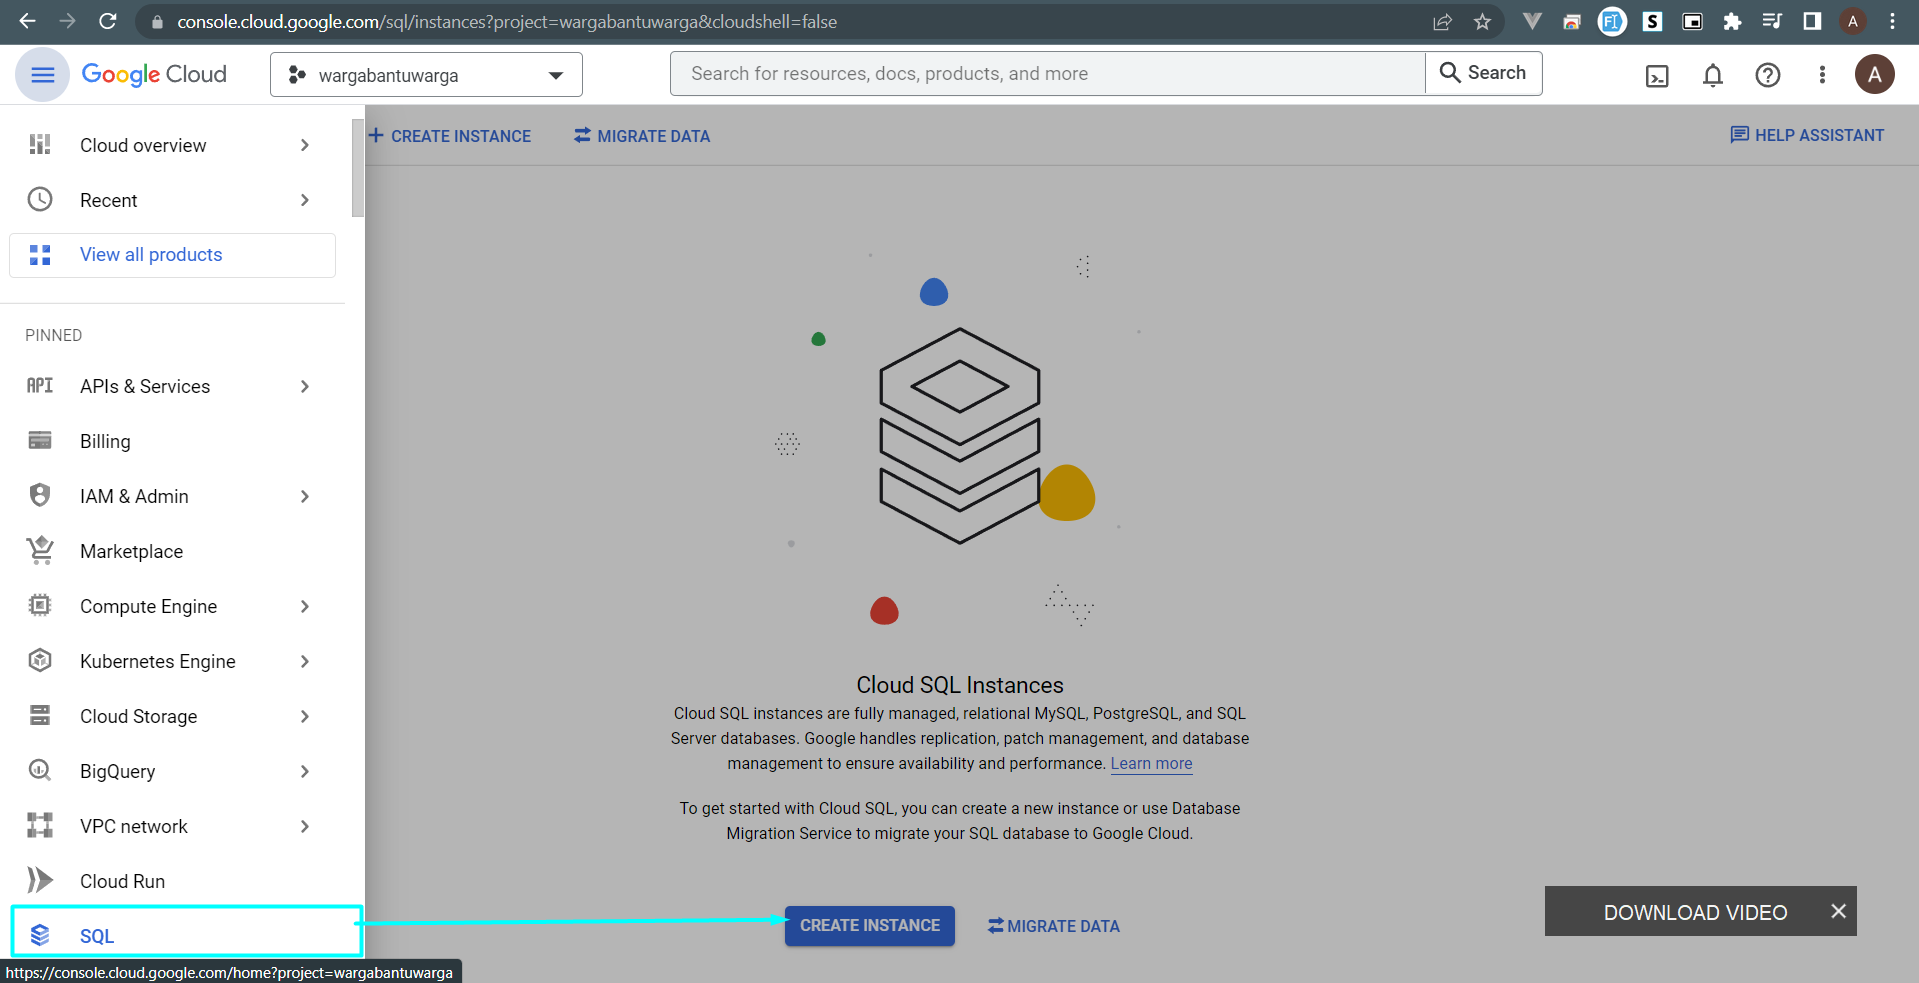 console.cloud.google.com/sql/instances?project=wargabantuwarga&cloudshell=false
A
Google Cloud
wargabantuwarga
Search for resources, docs, products, and more
Search
A
Cloud overview
Recent
View all products
PINNED
API APIs & Services
Billing
IAM & Admin
Marketplace
Compute Engine
Kubernetes Engine
Cloud Storage
BigQuery
VPC network
Cloud Run
SQL
https://console.cloud.google.com/home?project=wargabantuwarga
CREATE INSTANCE
MIGRATE DATA
HELP ASSISTANT
Cloud SQL Instances
Cloud SQL instances are fully managed, relational MySQL, PostgreSQL, and SQL
Server databases. Google handles replication, patch management, and database
management to ensure availability and performance. Learn more
To get started with Cloud SQL, you can create a new instance or use Database
Migration Service to migrate your SQL database to Google Cloud.
CREATE INSTANCE
MIGRATE DATA
DOWNLOAD VIDEO